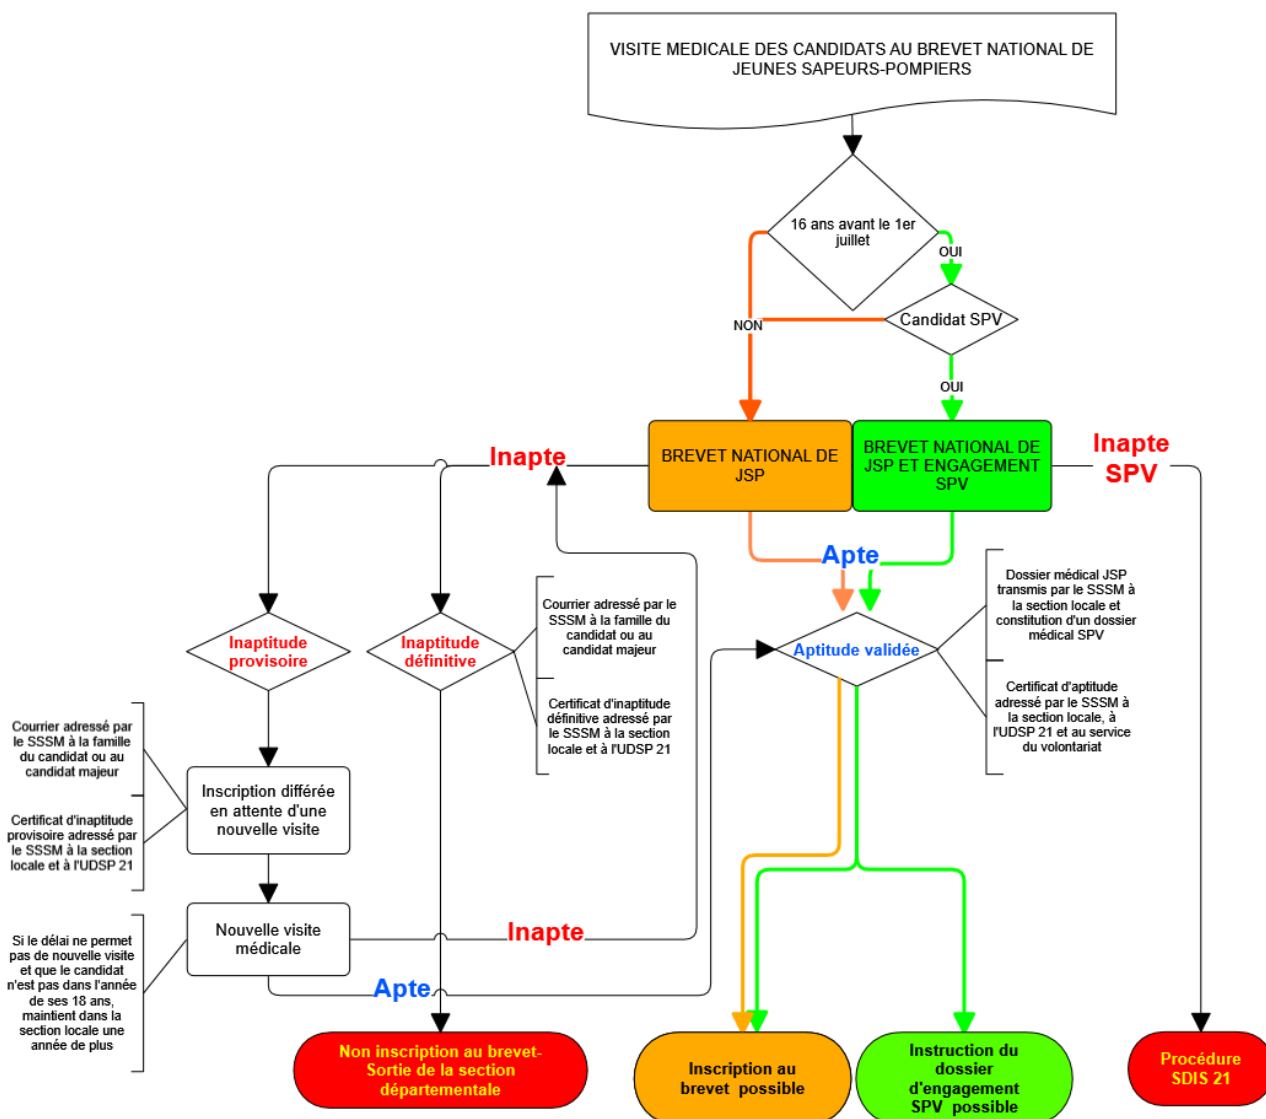 VISITE MEDICALE DES CANDIDATS AU BREVET NATIONAL DE
JEUNES SAPEURS-POMPIERS
16 ans avant le 1er
juillet
OUI
Candidat SPV
NON
OUI
BREVET NATIONAL DE
JSP
BREVET NATIONAL DE
JSP ET ENGAGEMENT
SPV
Inapte
Inapte
SPV
Apte
Inaptitude
provisoire
Inaptitude
définitive
Courrier adressé par le
SSSM à la famille du
candidat ou au
candidat majeur
Certificat d'inaptitude
définitive adressé par
le SSSM à la section
locale et à l'UDSP 21
Aptitude validée
Dossier médical JSP
transmis par le SSSM à
la section locale et
constitution d'un dossier
médical SPV
Certificat d'aptitude
adressé par le SSSM à
la section locale, à
l'UDSP 21 et au service
du volontariat
Courrier adressé par
le SSSM à la famille
du candidat ou au
candidat majeur
Certificat d'inaptitude
provisoire adressé par
le SSSM à la section
locale et à l'UDSP 21
Inscription différée
en attente d'une
nouvelle visite
Nouvelle visite
médicale
Inapte
Apte
Si le délai ne permet
pas de nouvelle visite
et que le candidat
n'est pas dans l'année
de ses 18 ans,
maintient dans la
section locale une
année de plus
Non inscription au brevet-
Sortie de la section
départementale
Inscription au
brevet possible
Instruction du
dossier
d'engagement
SPV possible
Procédure
SDIS 21